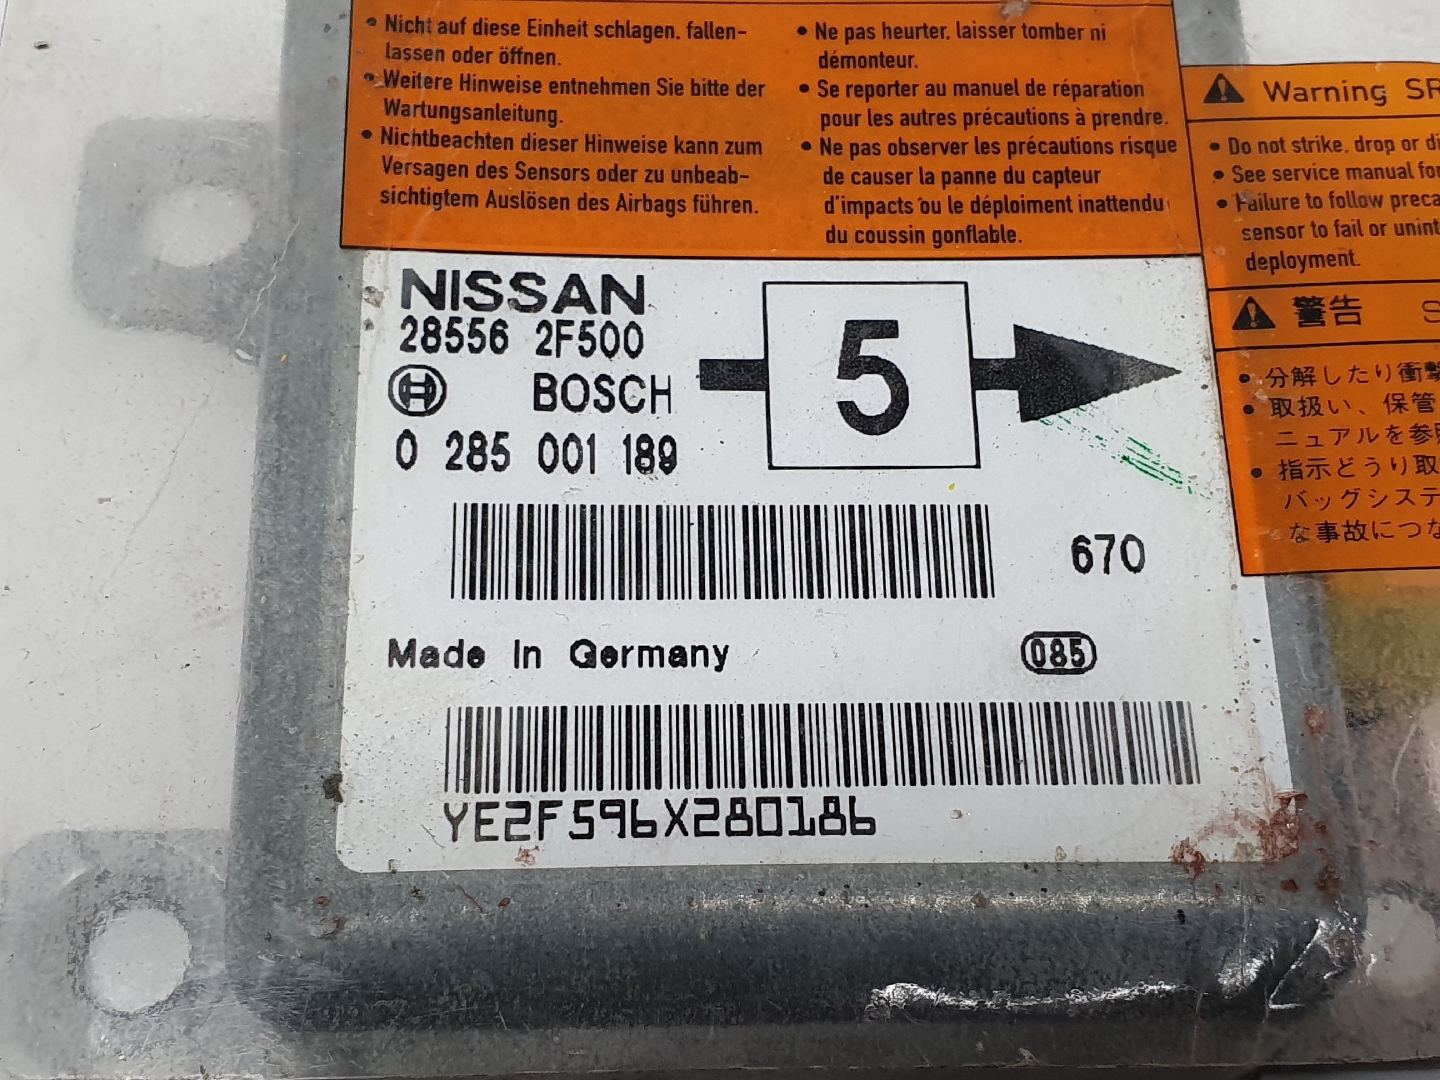 • Nicht auf diese Einheit schlagen, fallen-
lassen oder öffnen.
• Weitere Hinweise entnehmen Sie bitte der
Wartungsanleitung.
• Nichtbeachten dieser Hinweise kann zum
Versagen des Sensors oder zu unbeab-
sichtigtem Auslösen des Airbags führen.
• Ne pas heurter, laisser tomber ni
démonteur.
• Se reporter au manuel de réparation
pour les autres précautions à prendre.
• Ne pas observer les précautions risque
de causer la panne du capteur
d'impacts ou le déploiment inattendu
du coussin gonflable.
Warning SR
• Do not strike, drop or di
• See service manual for
• Failure to follow preca
sensor to fail or unint
deployment.
警告 S
• 分解したり衝撃
• 取扱い、保管
ニュアルを参照
• 指示どうり取
バッグシステ
な事故につな
NISSAN
28556 2F500
BOSCH
0 285 001 189
5
670
Made in Germany
085
YE2F596X280186